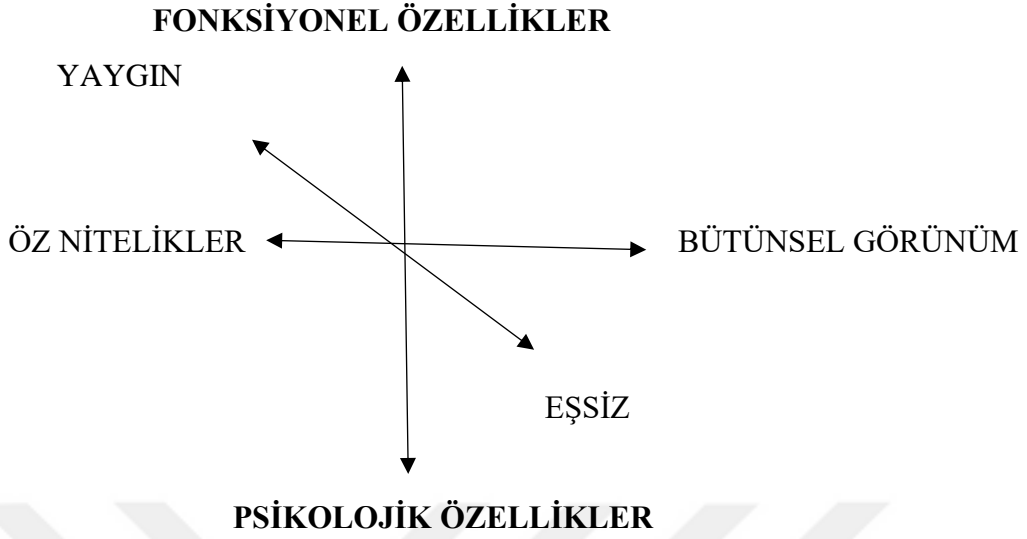 FONKSİYONEL ÖZELLİKLER
YAYGIN
ÖZ NİTELİKLER
BÜTÜNSEL GÖRÜNÜM
EŞSİZ
PSİKOLOJİK ÖZELLİKLER